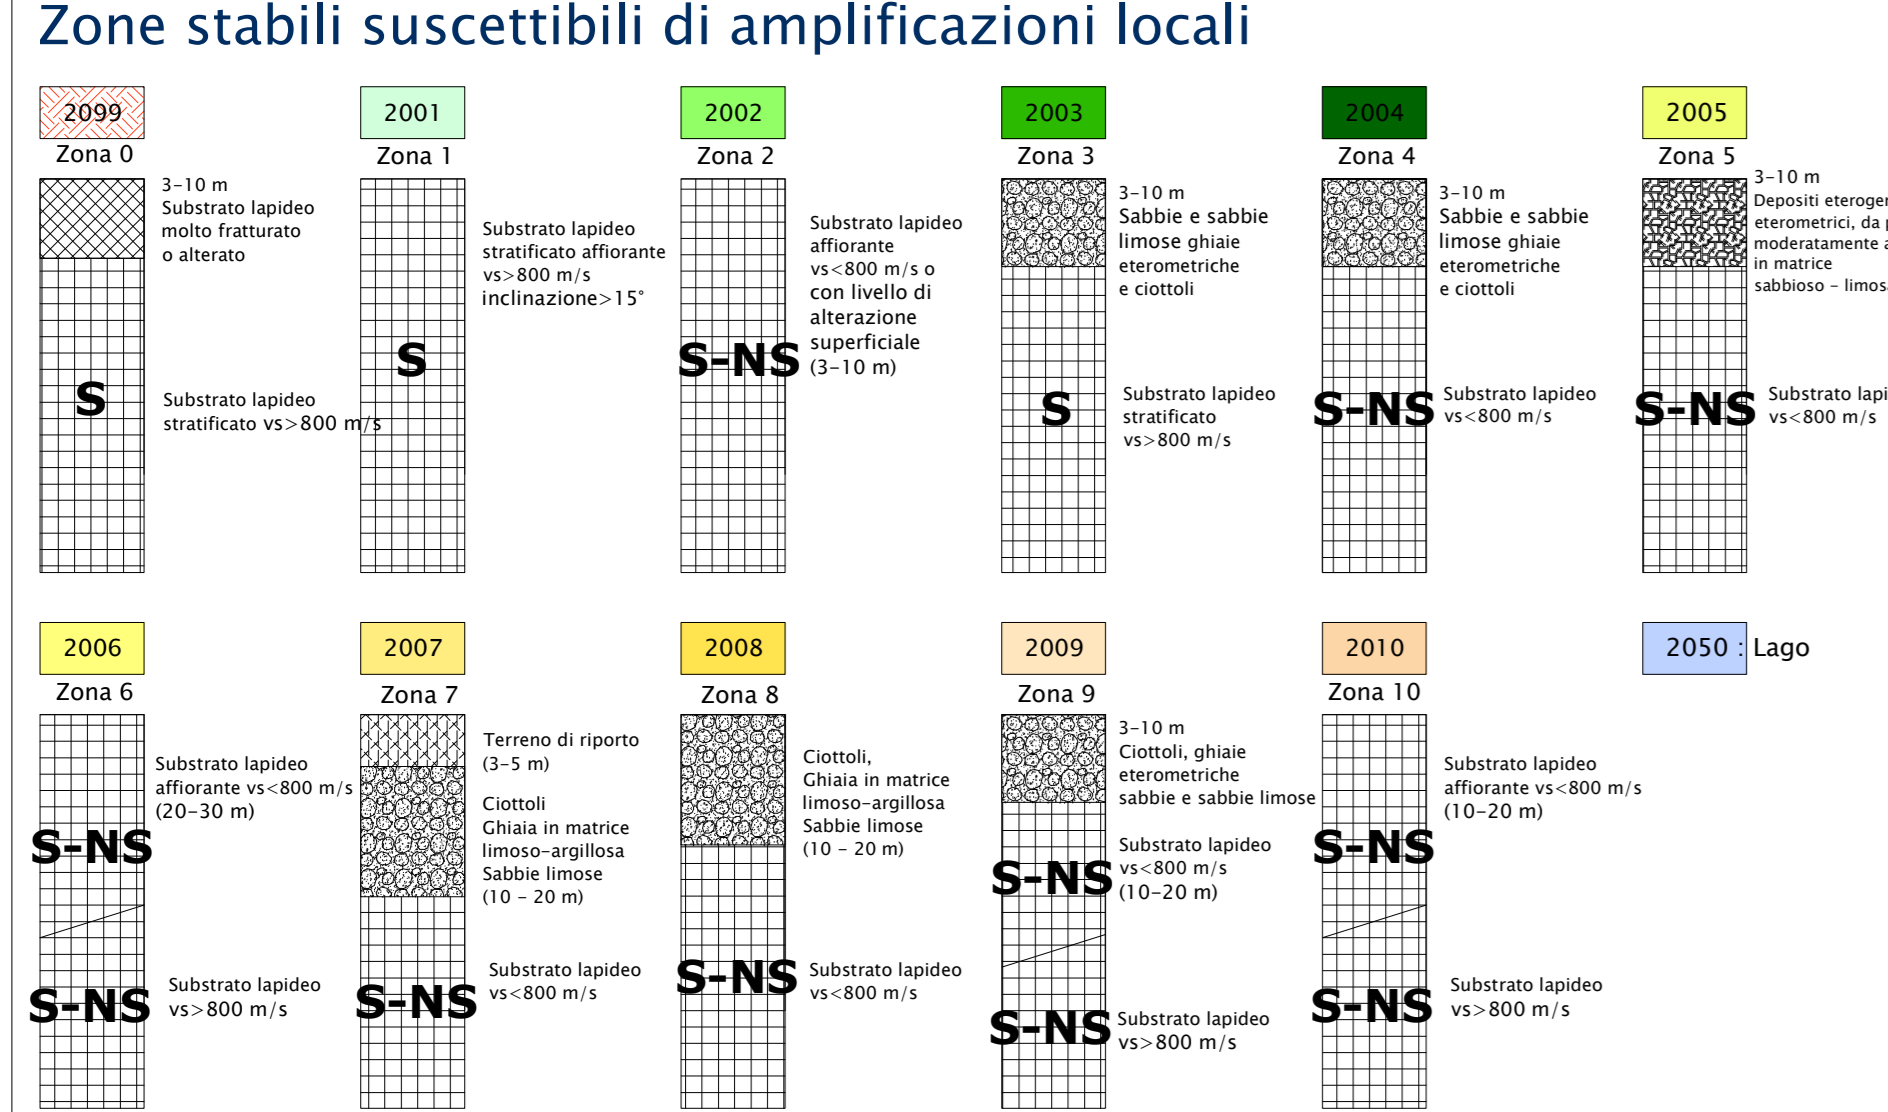 Zone stabili suscettibili di amplificazioni locali
2099
Zona 0
3-10 m
Substrato lapideo
molto fratturato
o alterato
S
Substrato lapideo
stratificato vs>800 m/s
2001
Zona 1
Substrato lapideo
stratificato affiorante
vs>800 m/s
inclinazione>15°
S
2002
Zona 2
Substrato lapideo
affiorante
vs<800 m/s o
con livello di
alterazione
superficiale
(3-10 m)
S-NS
2003
Zona 3
3-10 m
Sabbie e sabbie
limose ghiaie
eterometriche
e ciottoli
S
Substrato lapideo
stratificato
vs>800 m/s
2004
Zona 4
3-10 m
Sabbie e sabbie
limose ghiaie
eterometriche
e ciottoli
S-NS
Substrato lapideo
vs<800 m/s
2005
Zona 5
3-10 m
Depositi
eterometrici, da
moderatamente
in matrice
sabbioso - 
S-NS
Substrato
vs<800 m/s
2006
Zona 6
Substrato lapideo
affiorante vs<800 m/s
(20-30 m)
S-NS
Substrato lapideo
vs>800 m/s
S-NS
2007
Zona 7
Terreno di riporto
(3-5 m)
Ciottoli
Ghiaia in matrice
limoso-argillosa
Sabbie limose
(10 - 20 m)
Substrato lapideo
vs<800 m/s
S-NS
2008
Zona 8
Ciottoli,
Ghiaia in matrice
limoso-argillosa
Sabbie limose
(10 - 20 m)
S-NS
Substrato lapideo
vs<800 m/s
2009
Zona 9
3-10 m
Ciottoli, ghiaie
eterometriche
sabbie e sabbie limose
Substrato lapideo
vs<800 m/s
(10-20 m)
S-NS
Substrato lapideo
vs>800 m/s
S-NS
2010
Zona 10
Substrato lapideo
affiorante vs<800 m/s
(10-20 m)
S-NS
Substrato lapideo
vs>800 m/s
S-NS
2050 : Lago